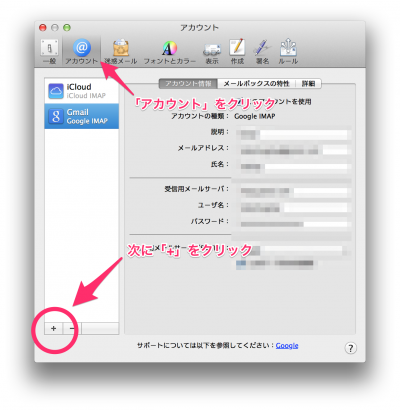 アカウント
一般 アカウント 迷惑メール フォントとカラー 表示 作成 署名 ルール
「アカウント」をクリック
iCloud
iCloud IMAP
Gmail
Google IMAP
アカウント情報 メールボックスの特性 詳細
アカウントを使用
アカウントの種類： Google IMAP
説明：
メールアドレス：
氏名：
受信用メールサーバ：
ユーザ名：
パスワード：
次に「+」をクリック
+ −
サポートについては以下を参照してください： Google
?